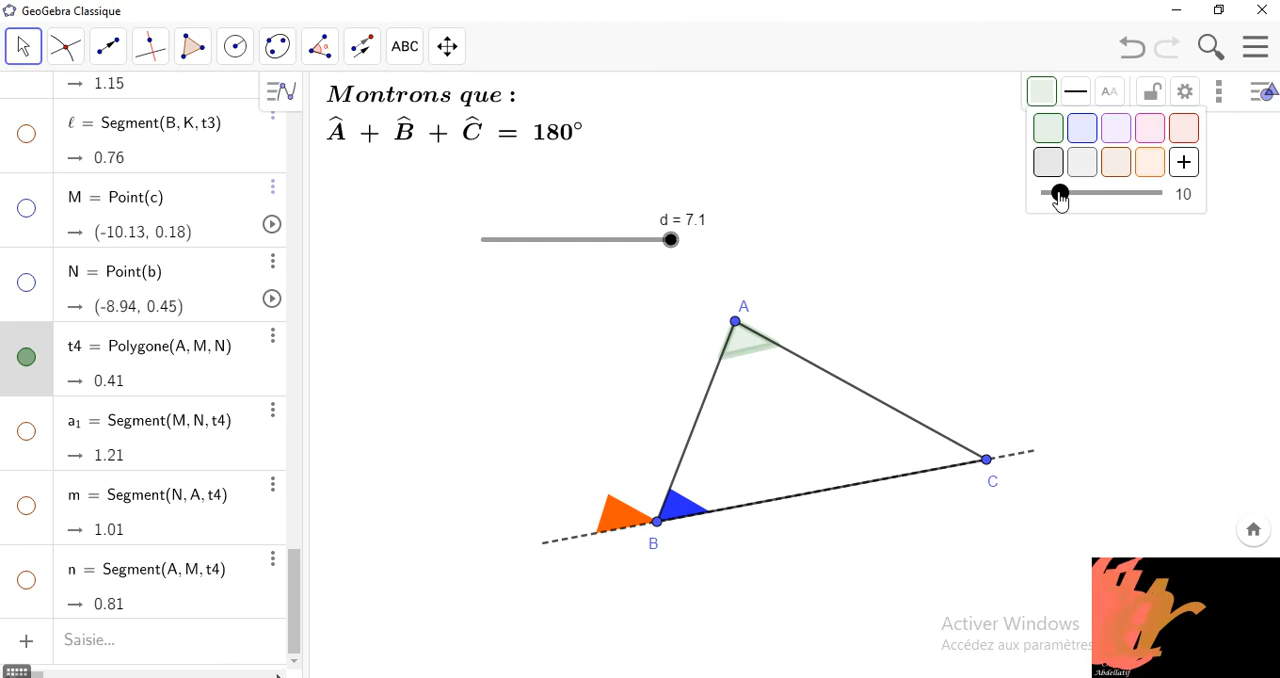 GeoGebra Classique
ABC
→ 1.15
ℓ = Segment(B, K, t3)
→ 0.76
M = Point(c)
→ (-10.13, 0.18)
N = Point(b)
→ (-8.94, 0.45)
t4 = Polygone(A, M, N)
→ 0.41
a₁ = Segment(M, N, t4)
→ 1.21
m = Segment(N, A, t4)
→ 1.01
n = Segment(A, M, t4)
→ 0.81
+ Saisie...
Montrons que :
Â + B̂ + Ĉ = 180°
d = 7.1
A
B
C
AA
+
10
Activer Windows
Accédez aux paramètres
Abdellatif